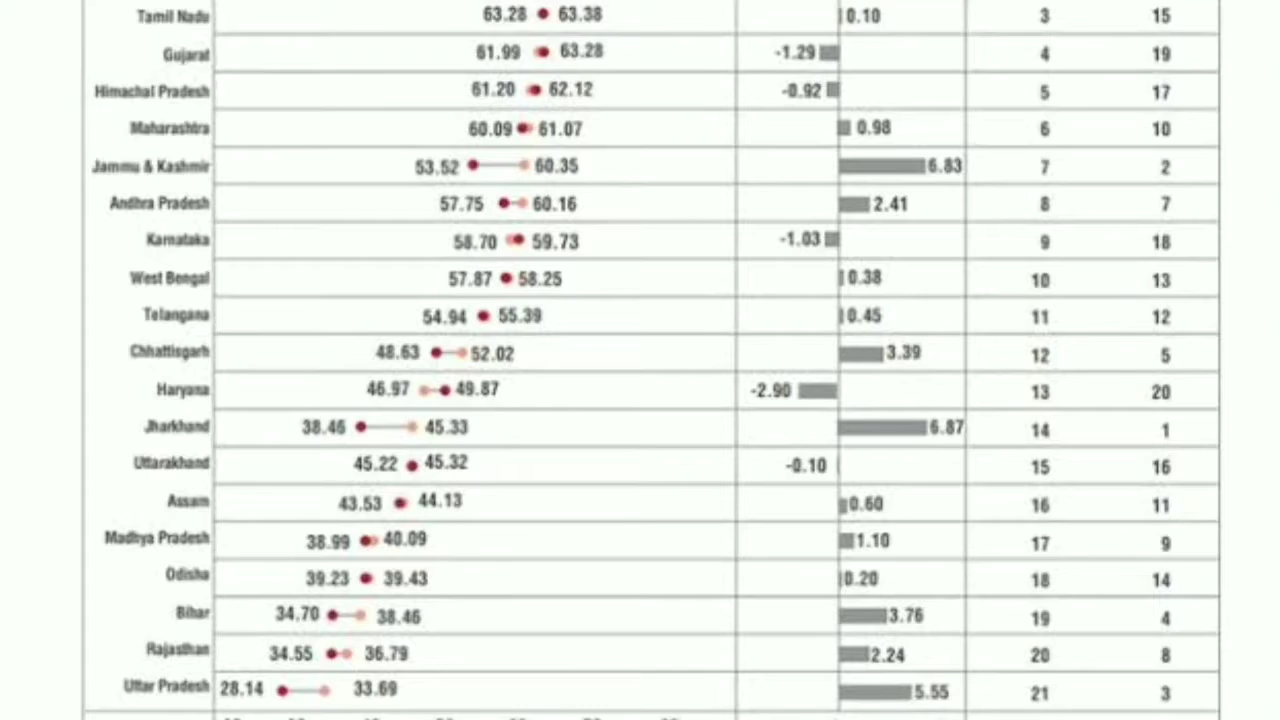 Tamil Nadu 63.28 63.38 0.10 3 15
Gujarat 61.99 63.28 -1.29 4 19
Himachal Pradesh 61.20 62.12 -0.92 5 17
Maharashtra 60.09 61.07 0.98 6 10
Jammu & Kashmir 53.52 60.35 6.83 7 2
Andhra Pradesh 57.75 60.16 2.41 8 7
Karnataka 58.70 59.73 -1.03 9 18
West Bengal 57.87 58.25 0.38 10 13
Telangana 54.94 55.39 0.45 11 12
Chhattisgarh 48.63 52.02 3.39 12 5
Haryana 46.97 49.87 -2.90 13 20
Jharkhand 38.46 45.33 6.87 14 1
Uttarakhand 45.22 45.32 -0.10 15 16
Assam 43.53 44.13 0.60 16 11
Madhya Pradesh 38.99 40.09 1.10 17 9
Odisha 39.23 39.43 0.20 18 14
Bihar 34.70 38.46 3.76 19 4
Rajasthan 34.55 36.79 2.24 20 8
Uttar Pradesh 28.14 33.69 5.55 21 3